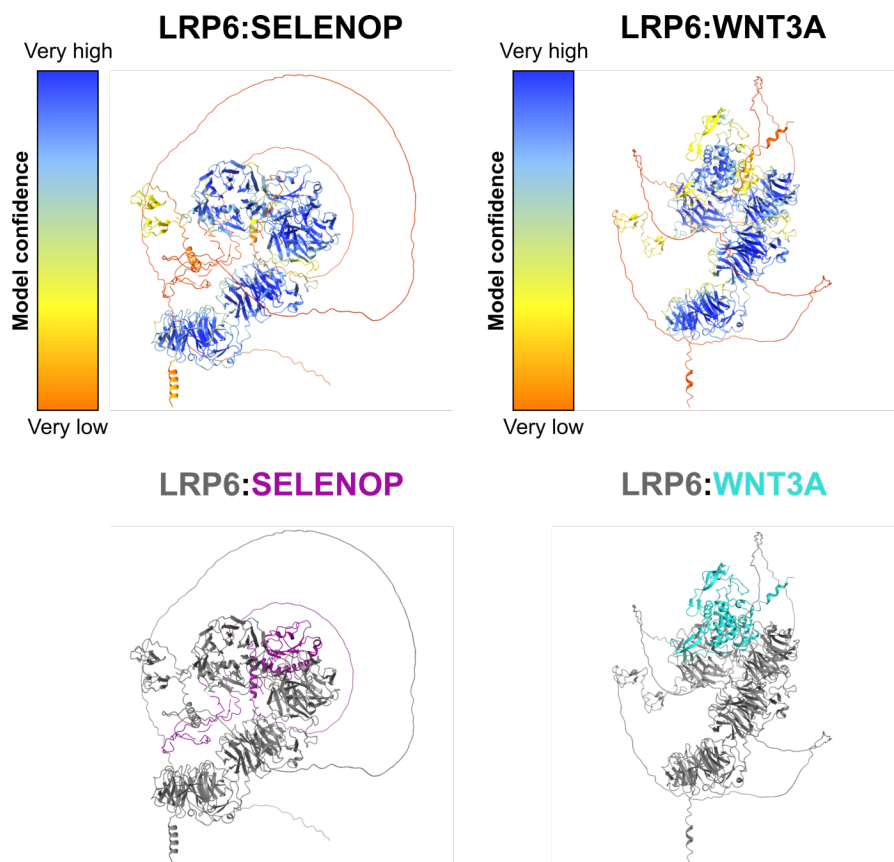 LRP6:SELENOP
LRP6:WNT3A
Very high
Very high
Model confidence
Model confidence
Very low
Very low
LRP6:SELENOP
LRP6:WNT3A